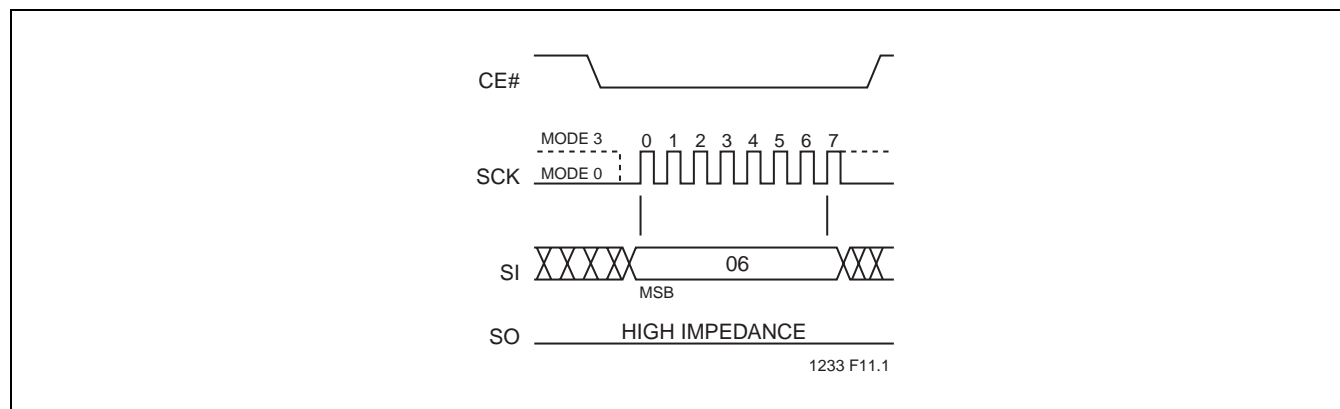 CE#
MODE 3 0 1 2 3 4 5 6 7
SCK MODE 0
SI 06
MSB
SO HIGH IMPEDANCE
1233 F11.1